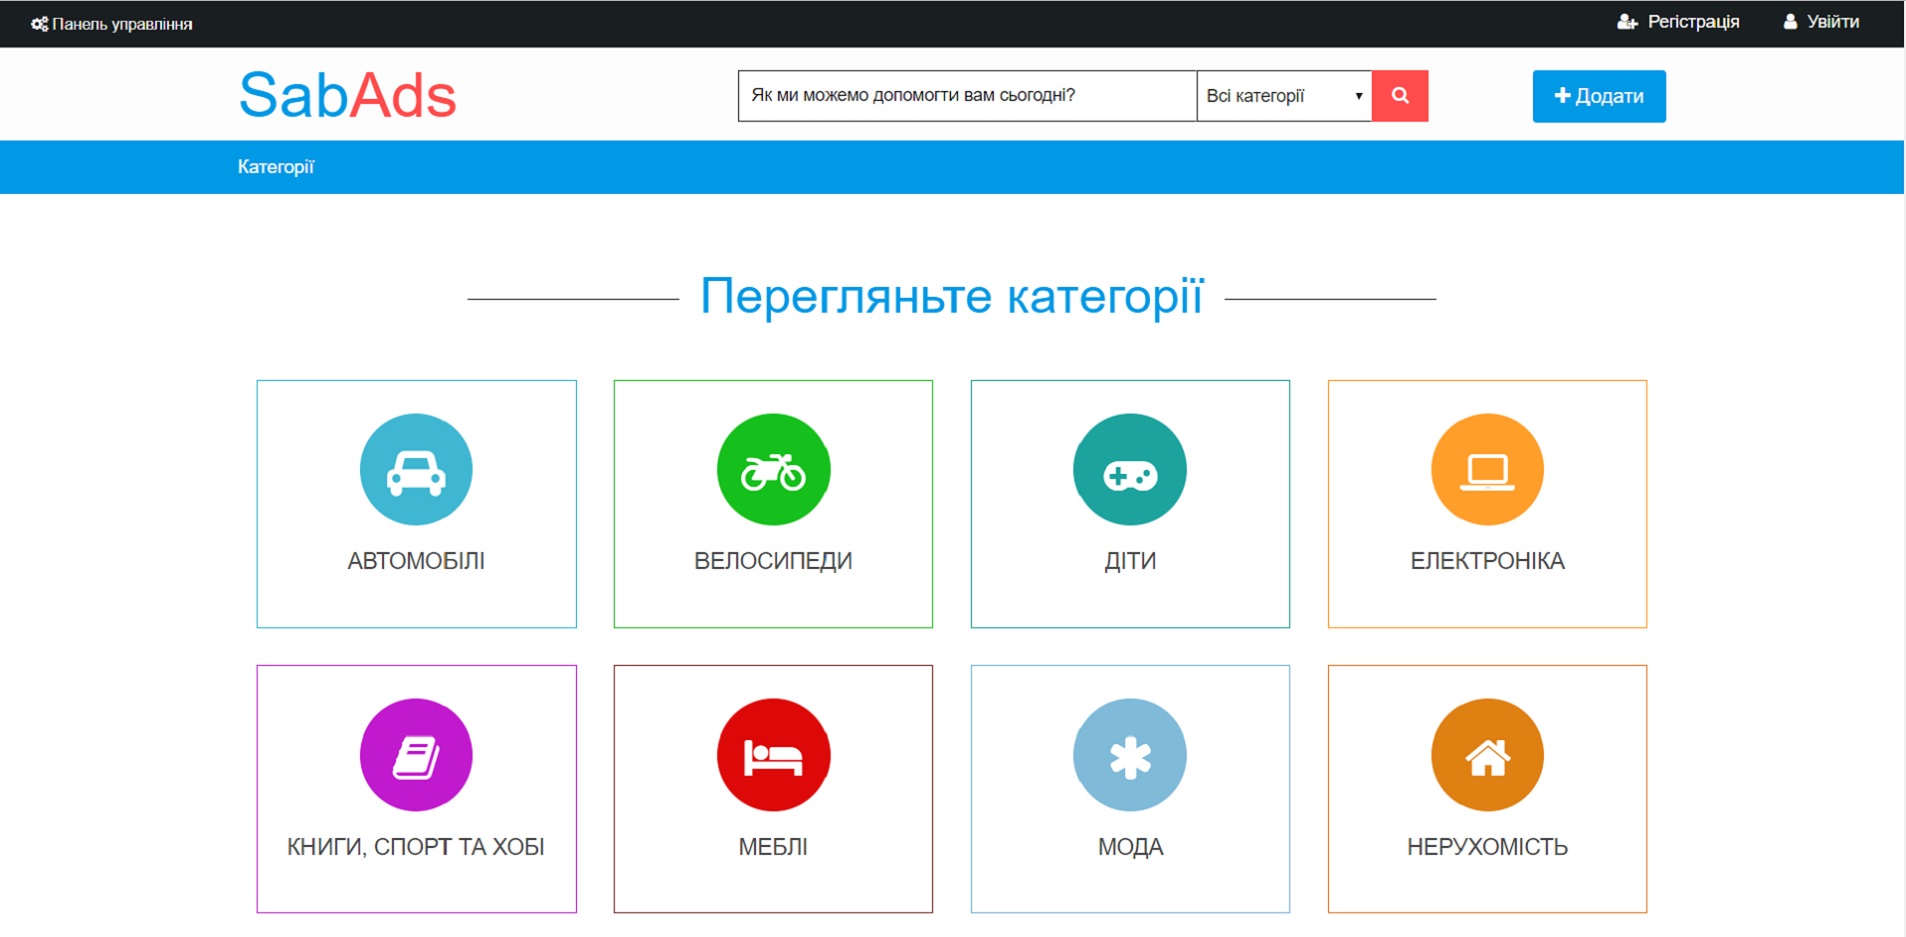 Панель управління
Регістрація
Увійти
SabAds
Як ми можемо допомогти вам сьогодні?
Всі категорії
Додати
Категорії
Перегляньте категорії
АВТОМОБІЛІ
ВЕЛОСИПЕДИ
ДІТИ
ЕЛЕКТРОНІКА
КНИГИ, СПОРТ ТА ХОБІ
МЕБЛІ
МОДА
НЕРУХОМІСТЬ